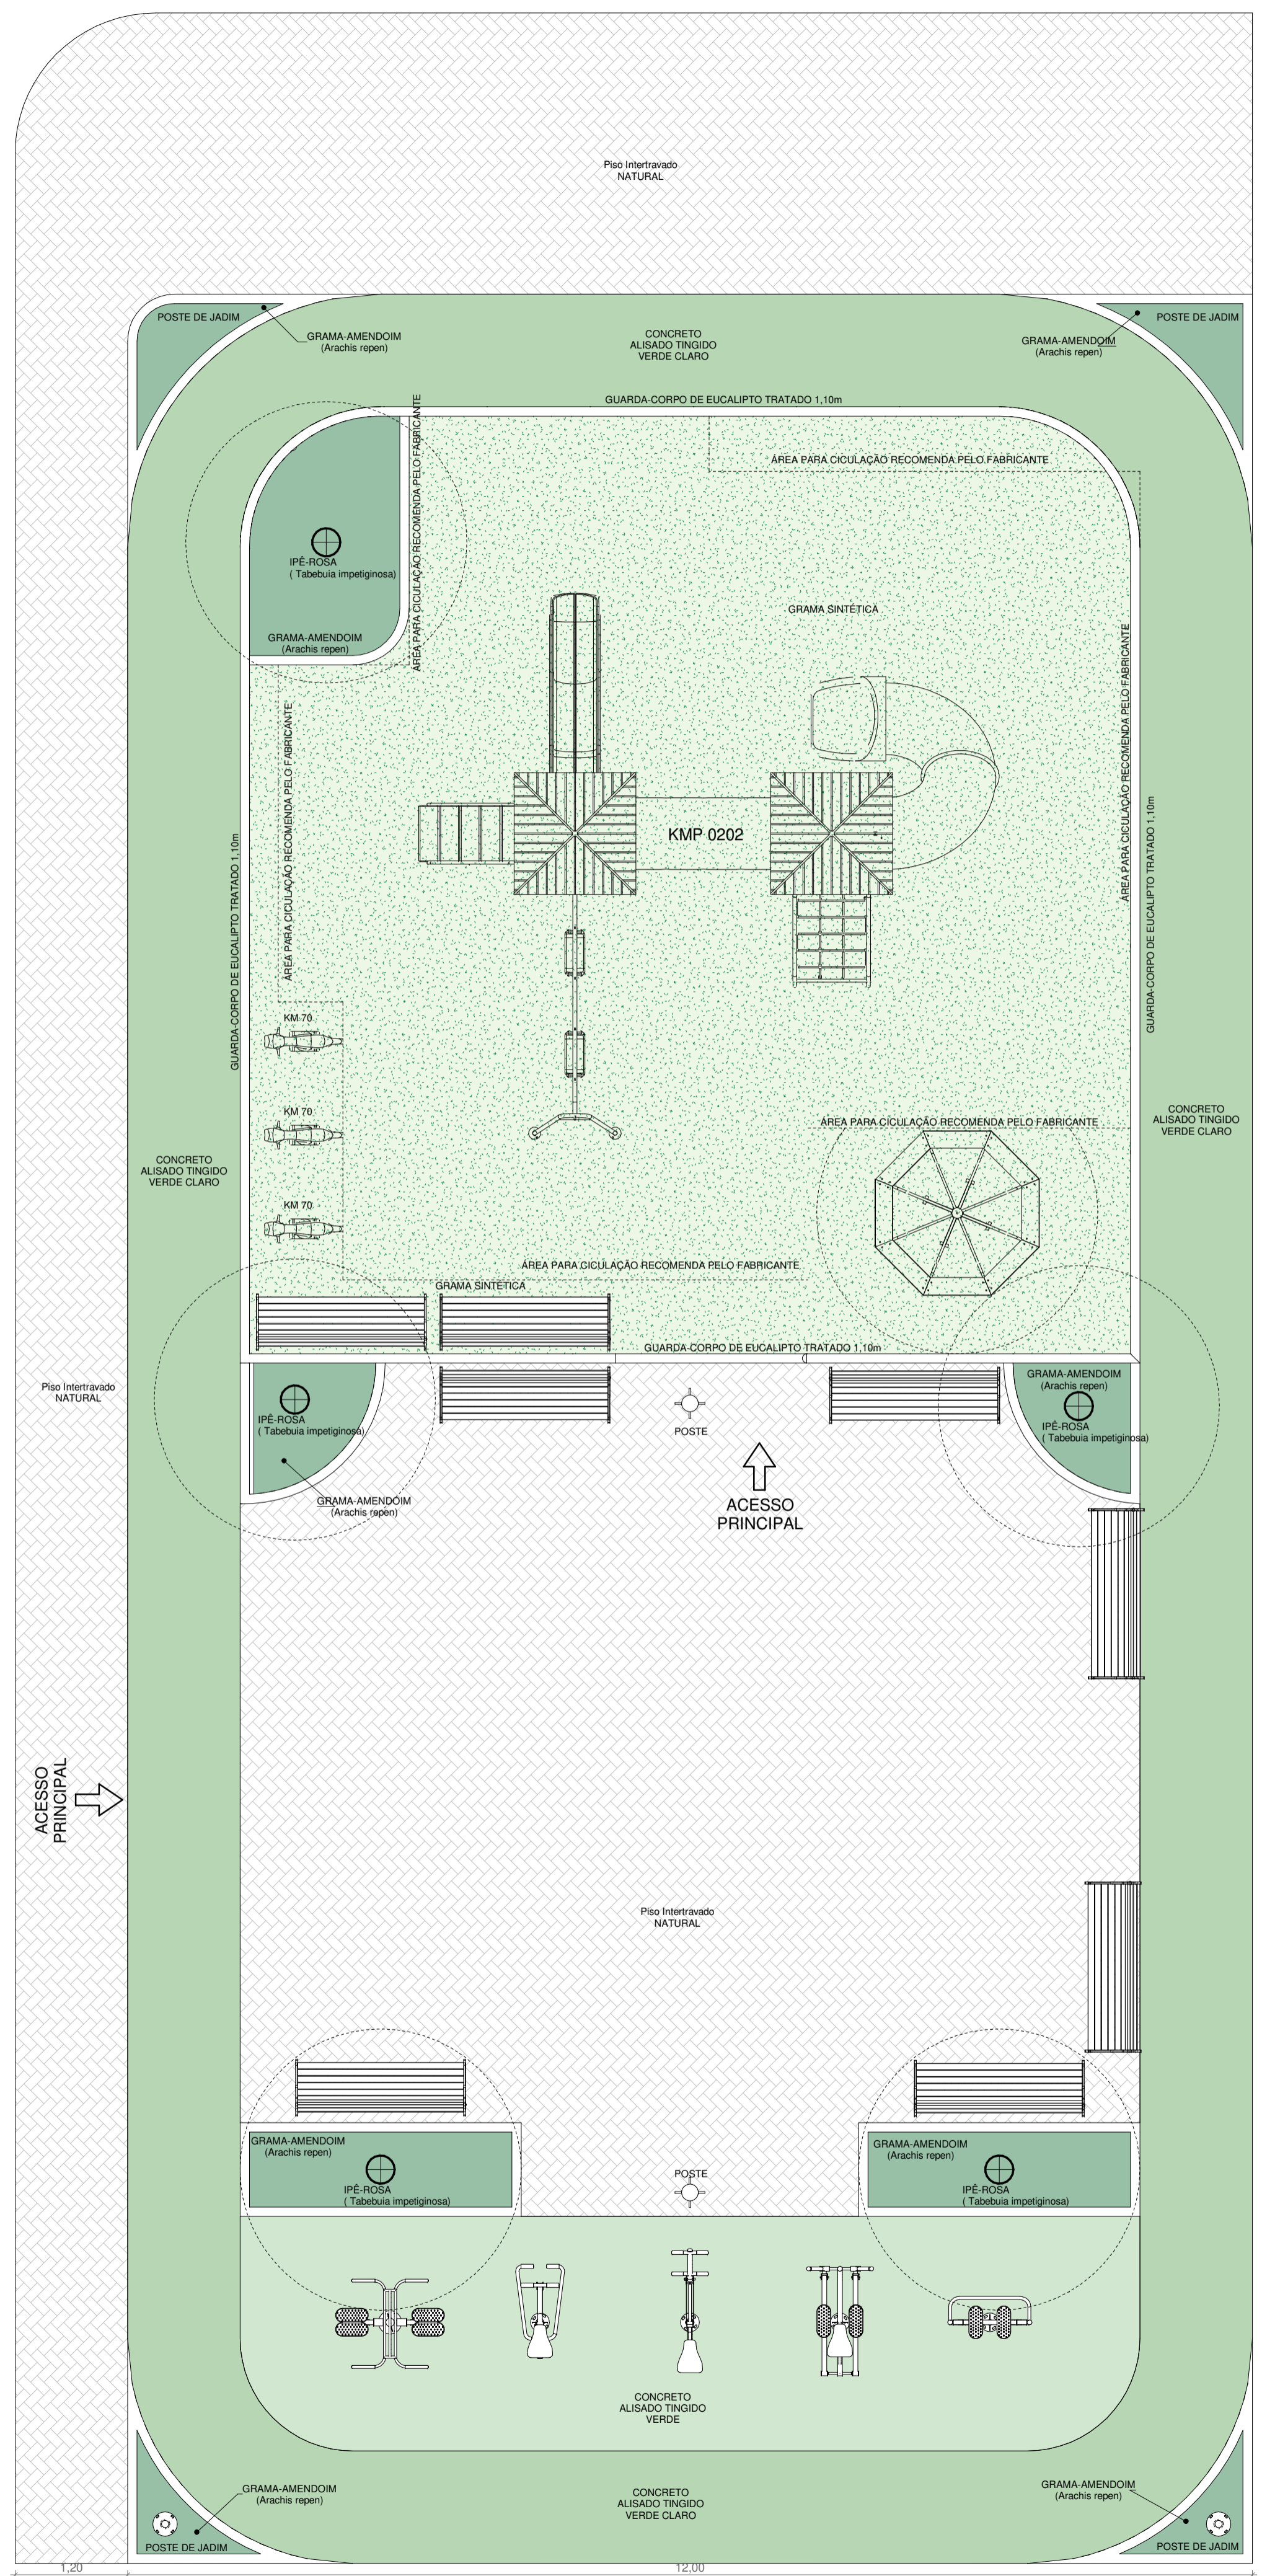 Piso Intertravado
NATURAL
POSTE DE JADIM
GRAMA-AMENDOIM
(Arachis repen)
CONCRETO
ALISADO TINGIDO
VERDE CLARO
GRAMA-AMENDOIM
(Arachis repen)
POSTE DE JADIM
GUARDA-CORPO DE EUCALIPTO TRATADO 1,10m
ÁREA PARA CICULAÇÃO RECOMENDA PELO FABRICANTE
ÁREA PARA CICULAÇÃO RECOMENDA PELO FABRICANTE
IPÊ-ROSA
( Tabebuia impetiginosa)
GRAMA-AMENDOIM
(Arachis repen)
GRAMA SINTÉTICA
ÁREA PARA CICULAÇÃO RECOMENDA PELO FABRICANTE
ÁREA PARA CICULAÇÃO RECOMENDA PELO FABRICANTE
KMP 0202
GUARDA-CORPO DE EUCALIPTO TRATADO 1,10m
GUARDA-CORPO DE EUCALIPTO TRATADO 1,10m
KM 70
KM 70
KM 70
CONCRETO
ALISADO TINGIDO
VERDE CLARO
CONCRETO
ALISADO TINGIDO
VERDE CLARO
ÁREA PARA CICULAÇÃO RECOMENDA PELO FABRICANTE
ÁREA PARA CICULAÇÃO RECOMENDA PELO FABRICANTE
GRAMA SINTÉTICA
GUARDA-CORPO DE EUCALIPTO TRATADO 1,10m
Piso Intertravado
NATURAL
IPÊ-ROSA
( Tabebuia impetiginosa)
GRAMA-AMENDOIM
(Arachis repen)
POSTE
GRAMA-AMENDOIM
(Arachis repen)
IPÊ-ROSA
( Tabebuia impetiginosa)
ACESSO
PRINCIPAL
ACESSO
PRINCIPAL
Piso Intertravado
NATURAL
GRAMA-AMENDOIM
(Arachis repen)
IPÊ-ROSA
( Tabebuia impetiginosa)
POSTE
GRAMA-AMENDOIM
(Arachis repen)
IPÊ-ROSA
( Tabebuia impetiginosa)
CONCRETO
ALISADO TINGIDO
VERDE
GRAMA-AMENDOIM
(Arachis repen)
POSTE DE JADIM
CONCRETO
ALISADO TINGIDO
VERDE CLARO
GRAMA-AMENDOIM
(Arachis repen)
POSTE DE JADIM
1,20
12,00